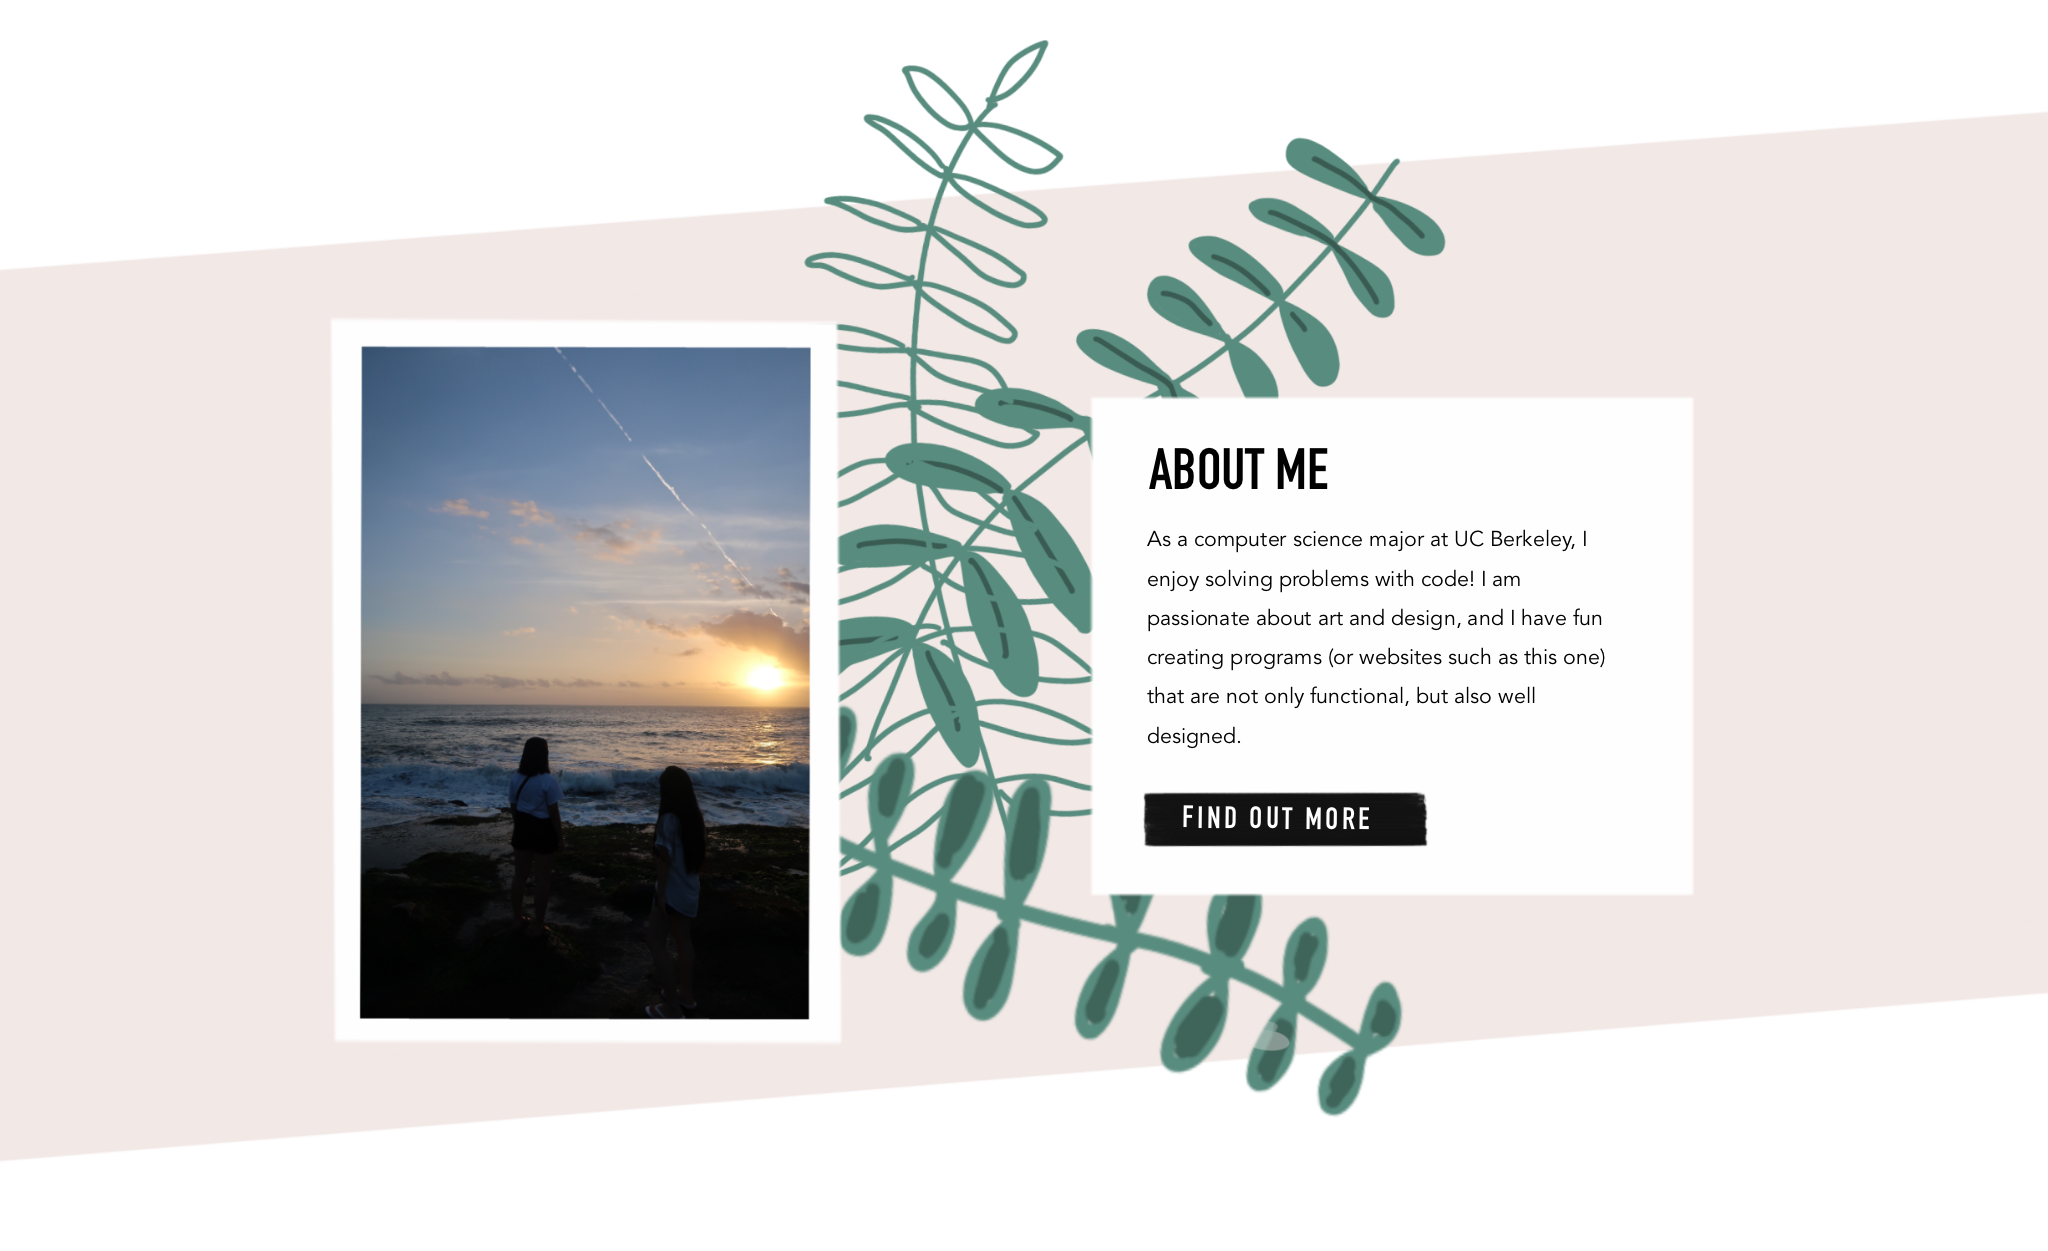 ABOUT ME
As a computer science major at UC Berkeley, I
enjoy solving problems with code! I am
passionate about art and design, and I have fun
creating programs (or websites such as this one)
that are not only functional, but also well
designed.
FIND OUT MORE